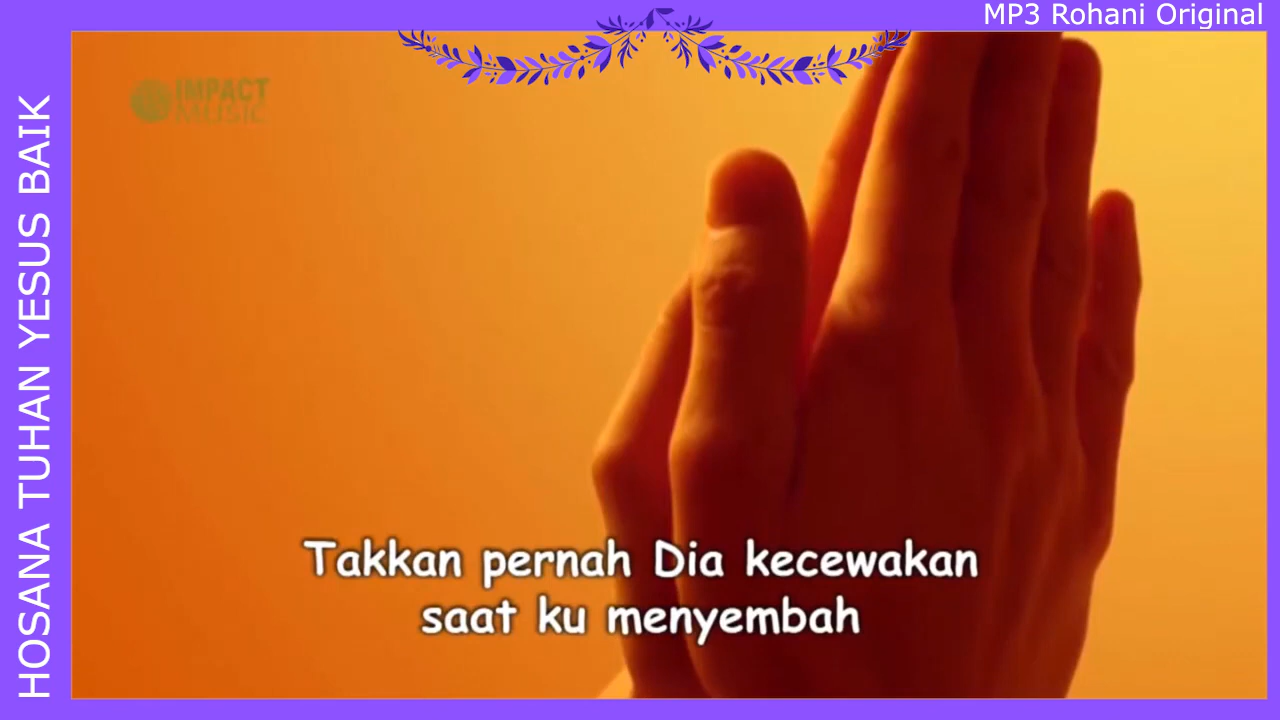 MP3 Rohani Original
IMPACT
MUSIC
HOSANA TUHAN YESUS BAIK
Takkan pernah Dia kecewakan
saat ku menyembah